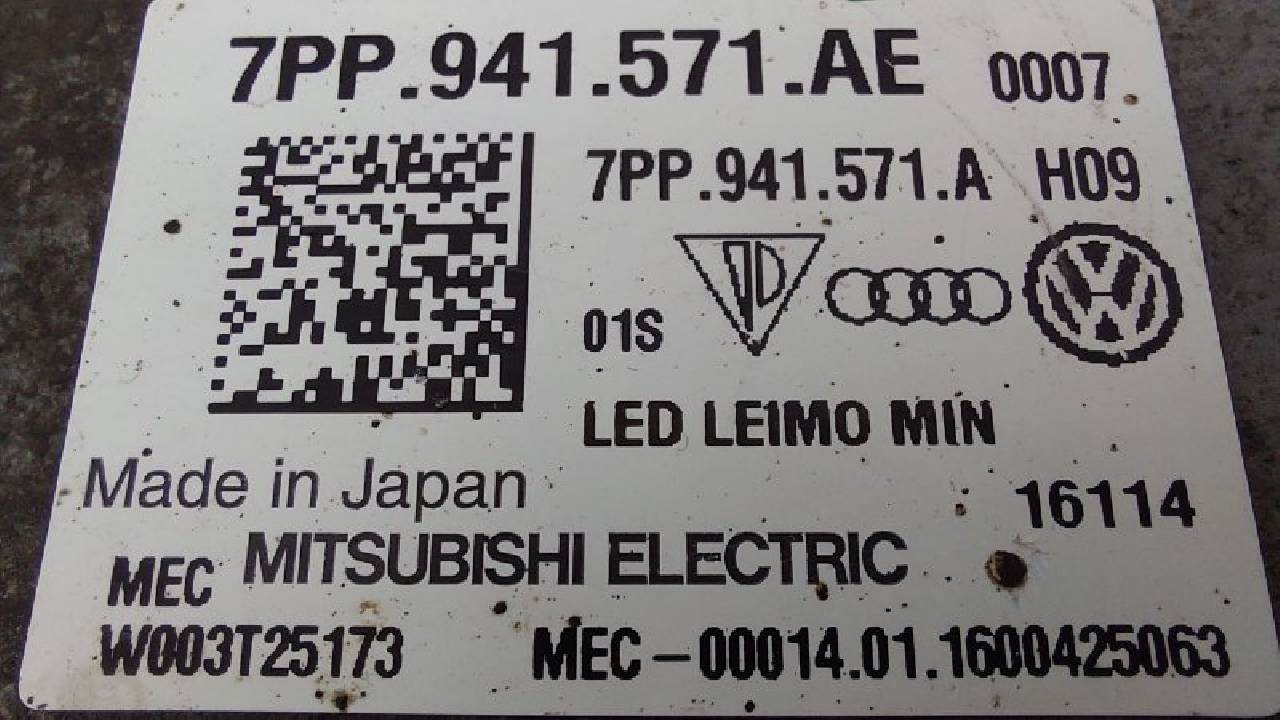 7PP.941.571.AE 0007
7PP.941.571.A H09
01S
LED LEIMO MIN
Made in Japan
16114
MEC MITSUBISHI ELECTRIC
W003T25173 MEC-00014.01.1600425063